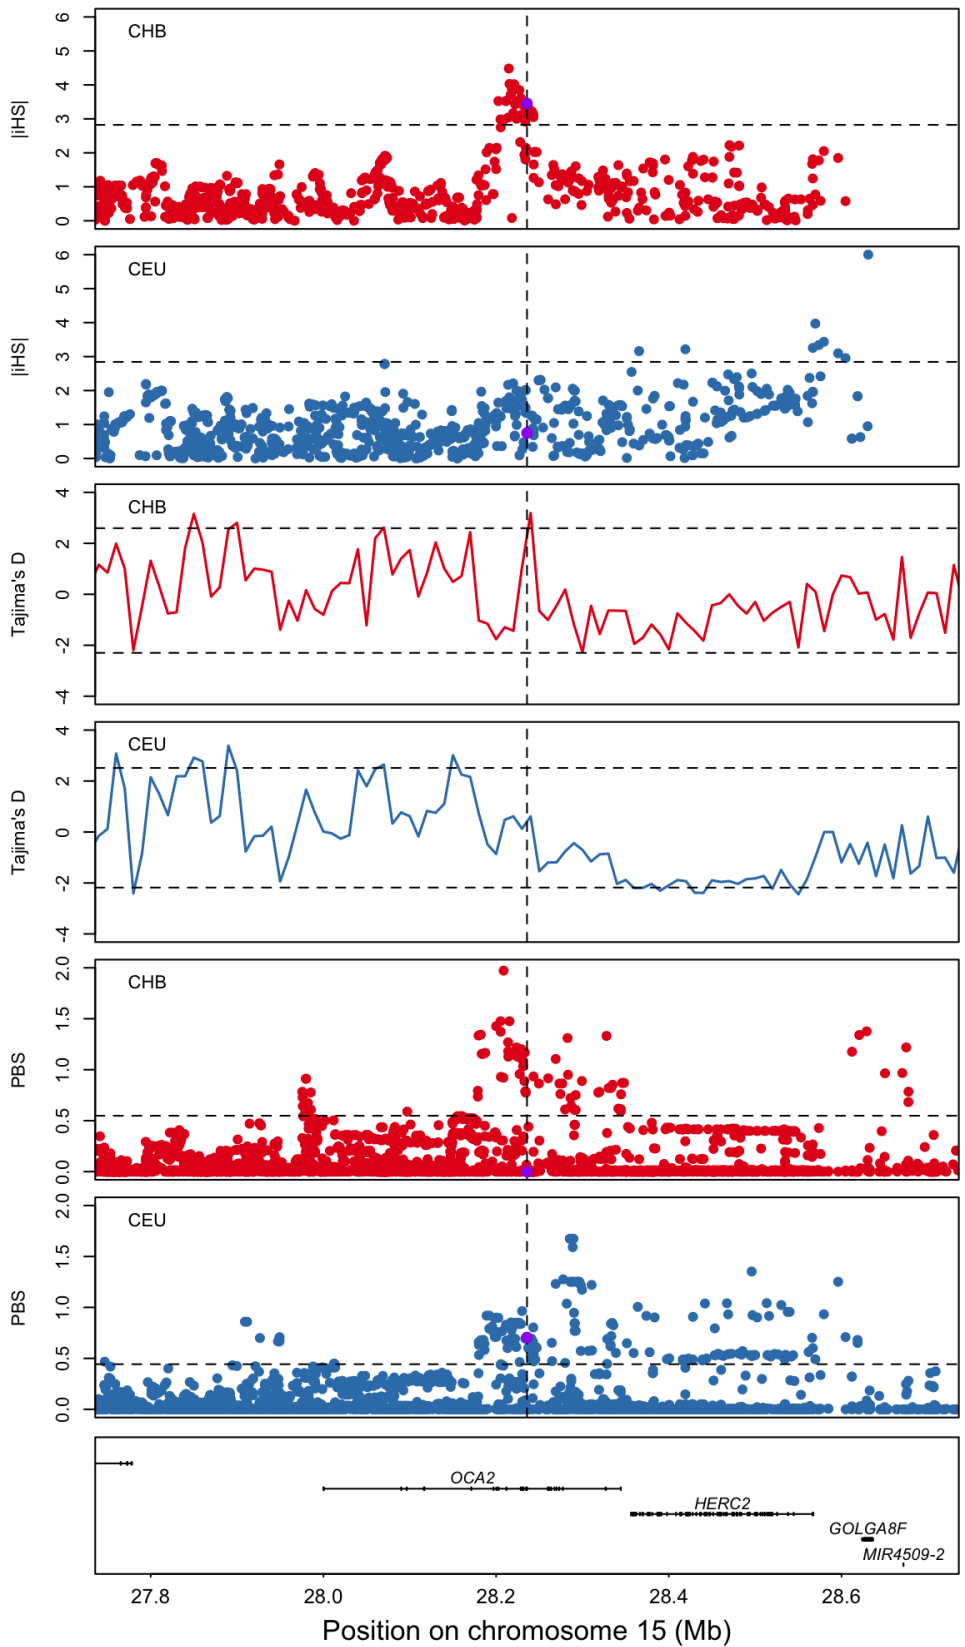 CHB
|iHS|
0 1 2 3 4 5 6
CEU
|iHS|
0 1 2 3 4 5 6
CHB
Tajima's D
-4 -2 0 2 4
CEU
Tajima's D
-4 -2 0 2 4
CHB
PBS
0.0 0.5 1.0 1.5 2.0
CEU
PBS
0.0 0.5 1.0 1.5 2.0
OCA2
HERC2
GOLGA8F
MIR4509-2
27.8 28.0 28.2 28.4 28.6
Position on chromosome 15 (Mb)